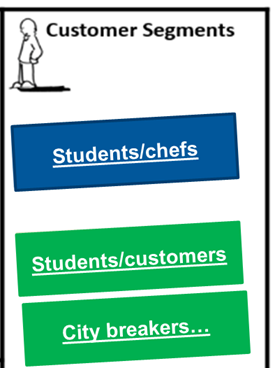 Customer Segments
Students/chefs
Students/customers
City breakers…